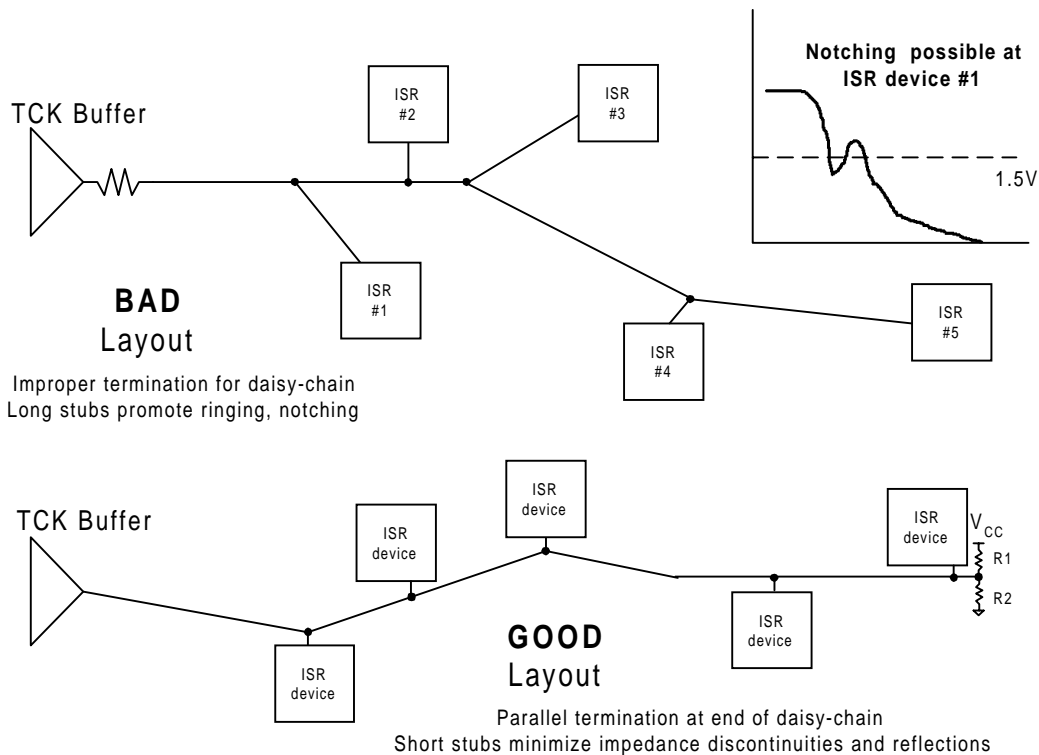 Notching possible at
ISR device #1
1.5V
TCK Buffer
ISR
#2
ISR
#3
ISR
#1
ISR
#4
ISR
#5
BAD
Layout
Improper termination for daisy-chain
Long stubs promote ringing, notching
TCK Buffer
ISR
device
ISR
device
ISR
device
ISR
device
ISR
device
VCC
R1
R2
GOOD
Layout
Parallel termination at end of daisy-chain
Short stubs minimize impedance discontinuities and reflections